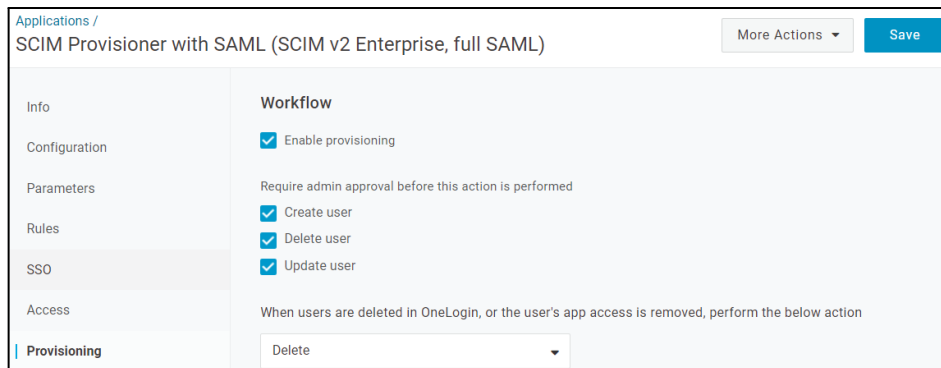 Applications /
SCIM Provisioner with SAML (SCIM v2 Enterprise, full SAML)
More Actions
Save
Info
Configuration
Parameters
Rules
SSO
Access
Provisioning
Workflow
Enable provisioning
Require admin approval before this action is performed
Create user
Delete user
Update user
When users are deleted in OneLogin, or the user's app access is removed, perform the below action
Delete